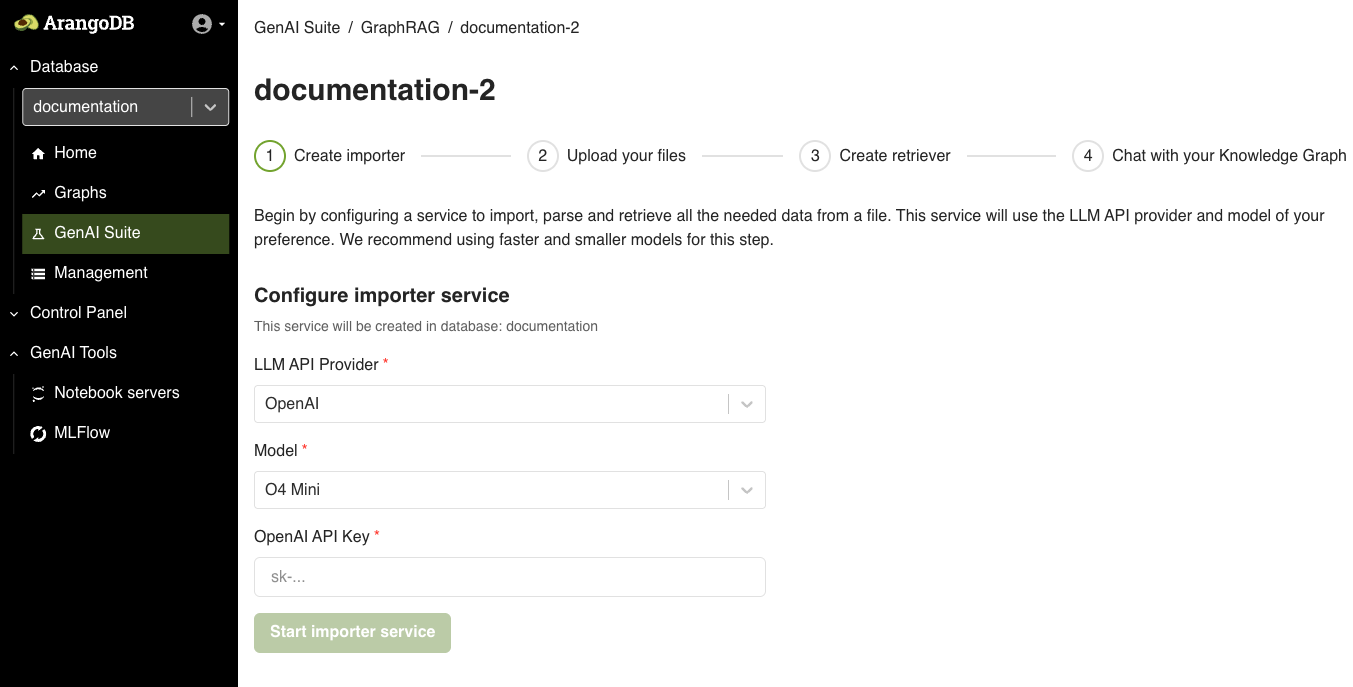 ArangoDB
Database
documentation
Home
Graphs
GenAI Suite
Management
Control Panel
GenAI Tools
Notebook servers
MLFlow
GenAI Suite / GraphRAG / documentation-2
documentation-2
1 Create importer 2 Upload your files 3 Create retriever 4 Chat with your Knowledge Graph
Begin by configuring a service to import, parse and retrieve all the needed data from a file. This service will use the LLM API provider and model of your
preference. We recommend using faster and smaller models for this step.
Configure importer service
This service will be created in database: documentation
LLM API Provider *
OpenAI
Model *
O4 Mini
OpenAI API Key *
sk-...
Start importer service